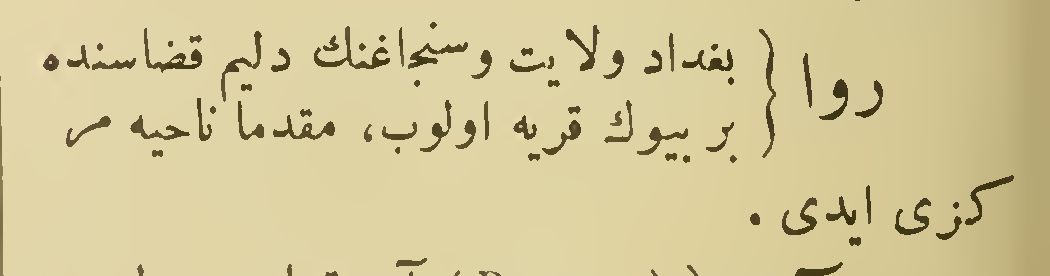 روا { بغداد ولايت وسنجاغنك دليم قضاسنده
بر بيوك قريه اولوب، مقدما ناحيه مر
كزى ايدى .